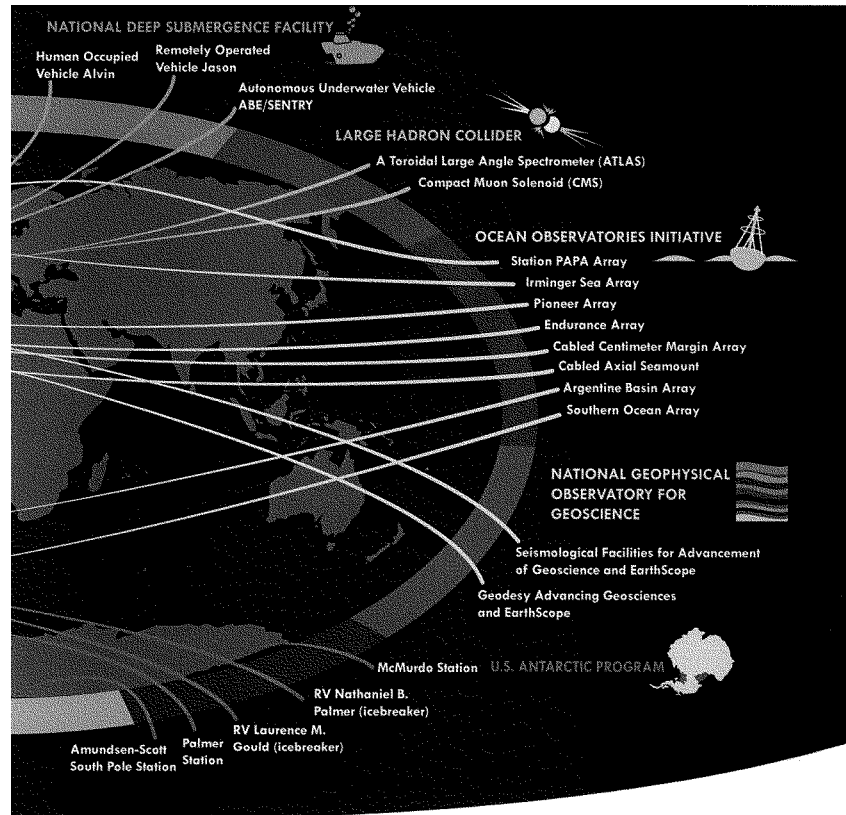 NATIONAL DEEP SUBMERGENCE FACILITY
Human Occupied
Vehicle Alvin
Remotely Operated
Vehicle Jason
Autonomous Underwater Vehicle
ABE/SENTRY
LARGE HADRON COLLIDER
A Toroidal Large Angle Spectrometer (ATLAS)
Compact Muon Solenoid (CMS)
OCEAN OBSERVATORIES INITIATIVE
Station PAPA Array
Irminger Sea Array
Pioneer Array
Endurance Array
Cabled Centimeter Margin Array
Cabled Axial Seamount
Argentine Basin Array
Southern Ocean Array
NATIONAL GEOPHYSICAL
OBSERVATORY FOR
GEOSCIENCE
Seismological Facilities for Advancement
of Geoscience and EarthScope
Geodesy Advancing Geosciences
and EarthScope
McMurdo Station
U.S. ANTARCTIC PROGRAM
RV Nathaniel B.
Palmer (icebreaker)
RV Laurence M.
Gould (icebreaker)
Palmer
Station
Amundsen-Scott
South Pole Station